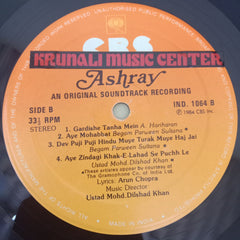 CBS
KRUNALI MUSIC CENTER
Ashray
AN ORIGINAL SOUNDTRACK RECORDING
SIDE B
IND. 1064 B
33⅓ RPM
STEREO
℗ 1984 CBS Inc.
1. Gardishe Tanha Mein A. Hariharan
2. Aye Mohabbat Begam Parween Sultana*
3. Dev Puji Puji Hindu Muye Turak Muye Haj Jai
Begam Parween Sultana*
4. Aye Zindagi Khak-E-Lahad Se Puchh Le
Ustad Mohd.Dilshad Khan
*These artistes appear by courtesy of
The Gramophone Co. of India Ltd.
Lyrics: Arun Chopra
Music Director
Ustad Mohd.Dilshad Khan